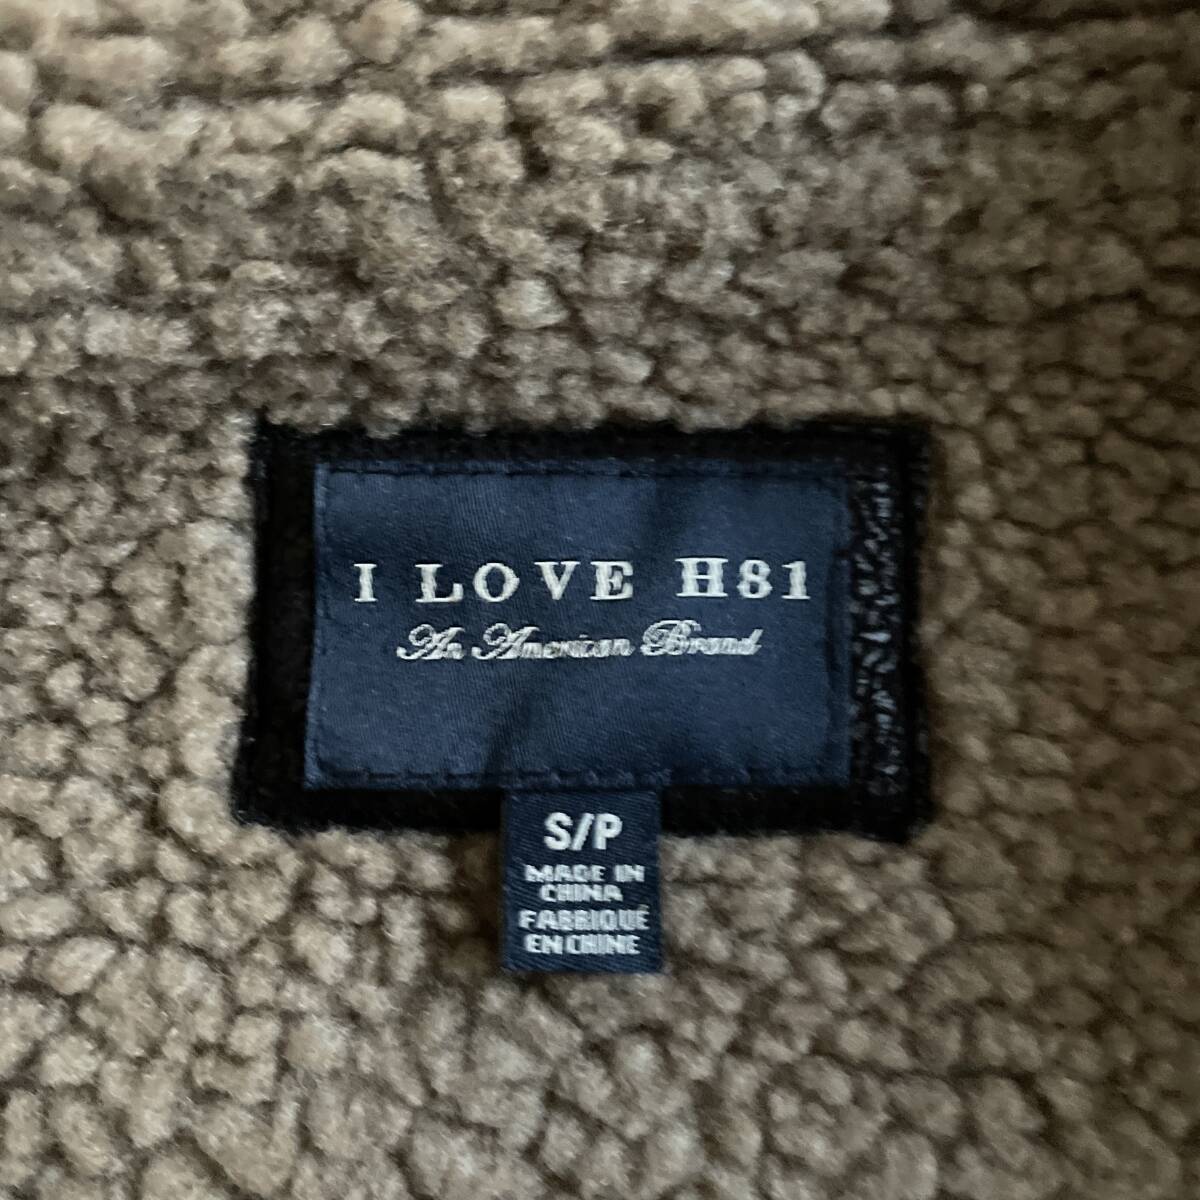 I LOVE H81
An American Brand
S/P
MADE IN
CHINA
FABRIQUÉ
EN CHINE